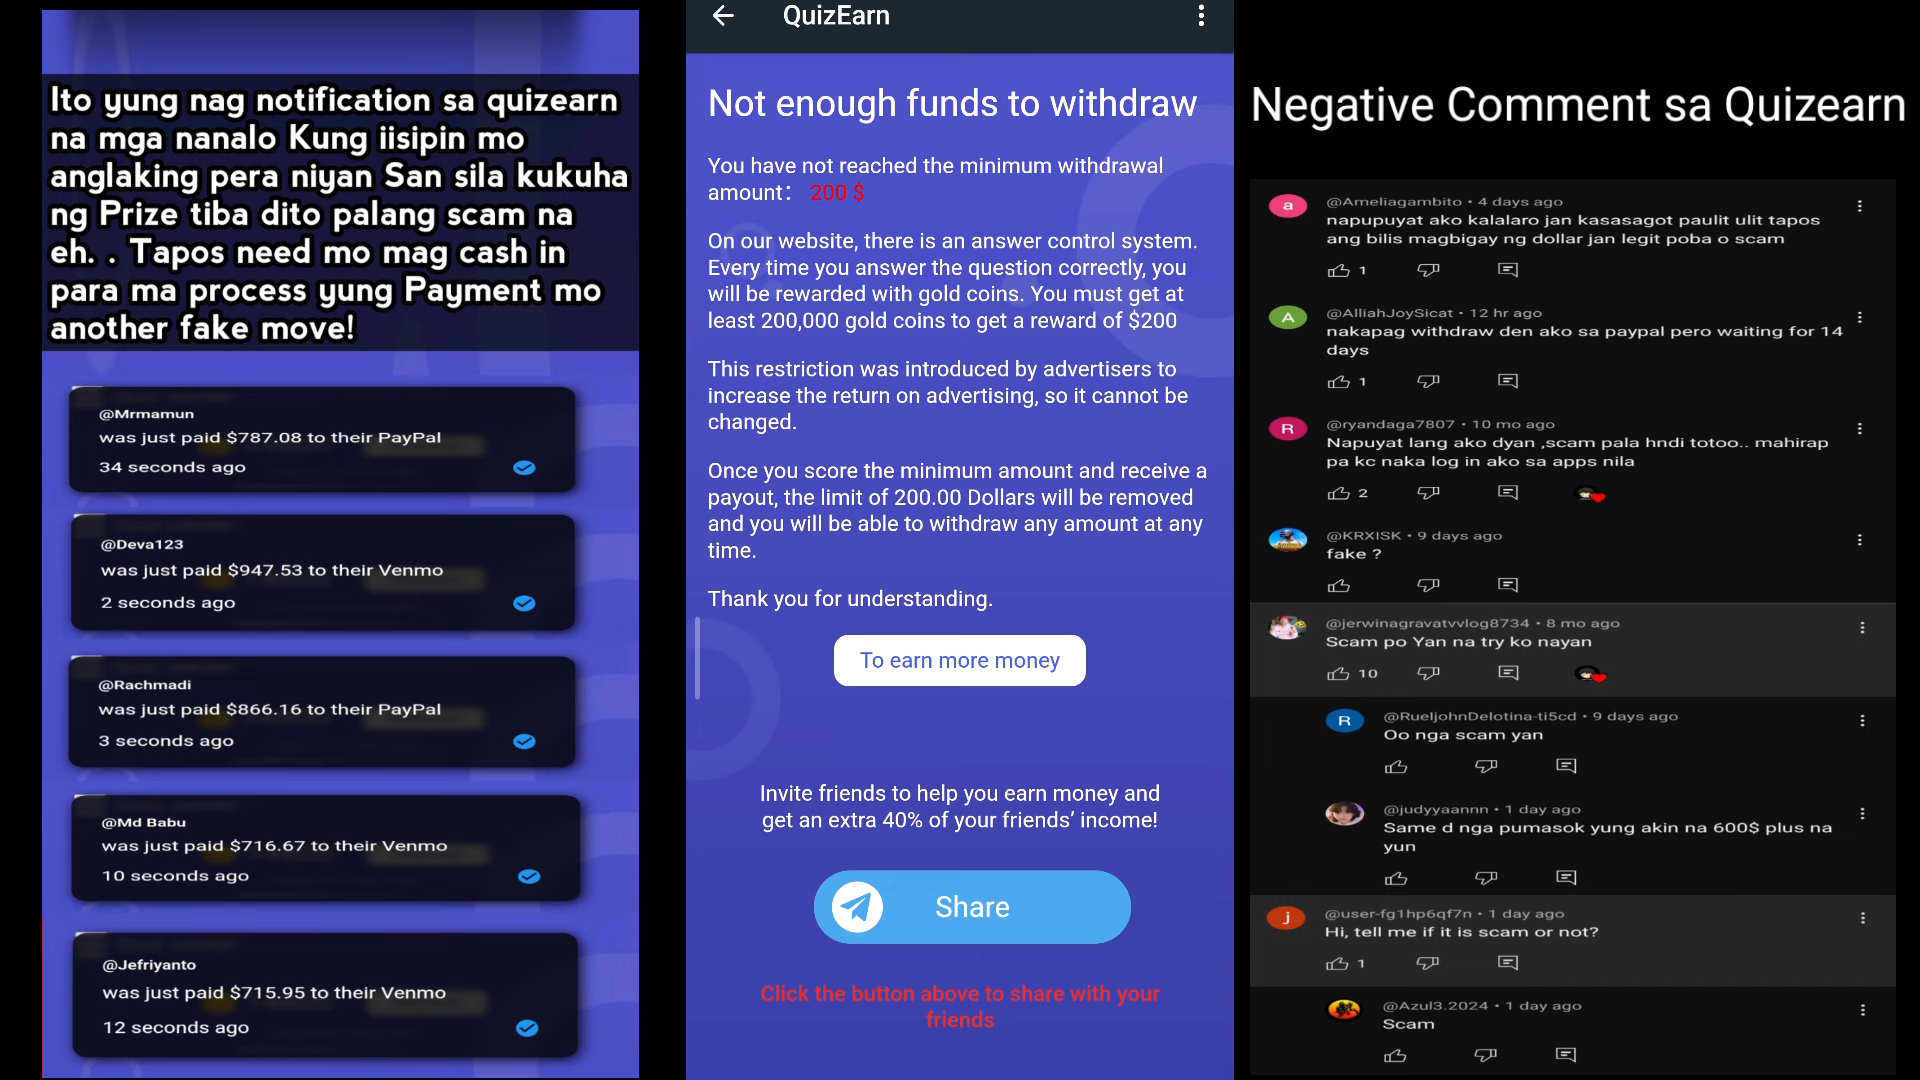 Ito yung nag notification sa quizearn
na mga nanalo Kung iisipin mo
anglaking pera niyan San sila kukuha
ng Prize tiba dito palang scam na
eh. . Tapos need mo mag cash in
para ma process yung Payment mo
another fake move!
@Mrmamun
was just paid $787.08 to their PayPal
34 seconds ago
@Deva123
was just paid $947.53 to their Venmo
2 seconds ago
@Rachmadi
was just paid $866.16 to their PayPal
3 seconds ago
@Md Babu
was just paid $716.67 to their Venmo
10 seconds ago
@Jefriyanto
was just paid $715.95 to their Venmo
12 seconds ago
QuizEarn
Not enough funds to withdraw
You have not reached the minimum withdrawal
amount: 200 $
On our website, there is an answer control system.
Every time you answer the question correctly, you
will be rewarded with gold coins. You must get at
least 200,000 gold coins to get a reward of $200
This restriction was introduced by advertisers to
increase the return on advertising, so it cannot be
changed.
Once you score the minimum amount and receive a
payout, the limit of 200.00 Dollars will be removed
and you will be able to withdraw any amount at any
time.
Thank you for understanding.
To earn more money
Invite friends to help you earn money and
get an extra 40% of your friends’ income!
Share
Click the button above to share with your
friends
Negative Comment sa Quizearn
a
@Ameliagambito • 4 days ago
napupuyat ako kalalaro jan kasasagot paulit ulit tapos
ang bilis magbigay ng dollar jan legit poba o scam
1
A
@AlliahJoySicat • 12 hr ago
nakapag withdraw den ako sa paypal pero waiting for 14
days
1
R
@ryandaga7807 • 10 mo ago
Napuyat lang ako dyan ,scam pala hndi totoo.. mahirap
pa kc naka log in ako sa apps nila
2
@KRXISK • 9 days ago
fake ?
@jerwinagravatvvlog8734 • 8 mo ago
Scam po Yan na try ko nayan
10
R
@RueljohnDelotina-ti5cd • 9 days ago
Oo nga scam yan
@judyyaannn • 1 day ago
Same d nga pumasok yung akin na 600$ plus na
yun
j
@user-fg1hp6qf7n • 1 day ago
Hi, tell me if it is scam or not?
1
@Azul3.2024 • 1 day ago
Scam